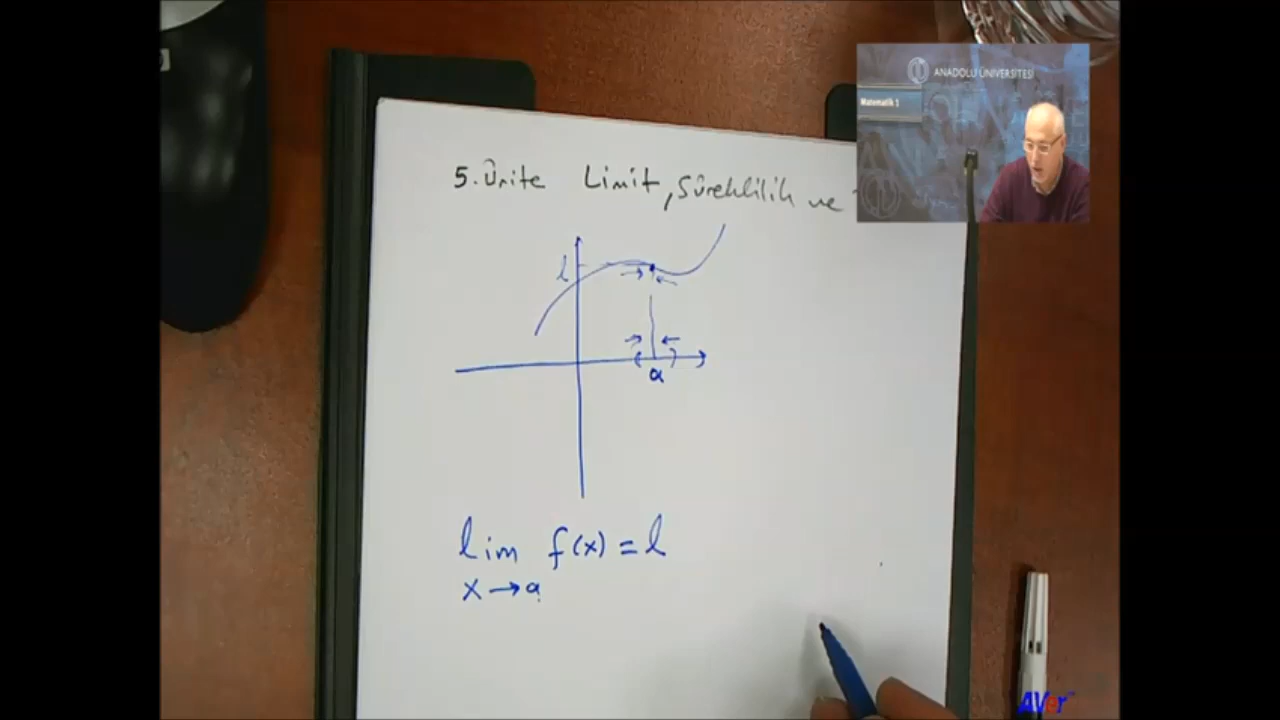 ANADOLU ÜNİVERSİTESİ
Matematik 1
5. Ünite Limit, Süreklilik ve
l
a
lim f(x) = l
x → a
AVer